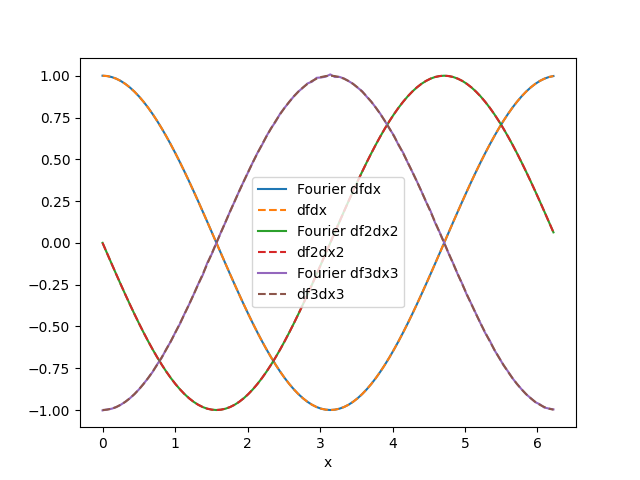 1.00
0.75
0.50
0.25
0.00
−0.25
−0.50
−0.75
−1.00
Fourier dfdx
dfdx
Fourier df2dx2
df2dx2
Fourier df3dx3
df3dx3
0 1 2 3 4 5 6
x